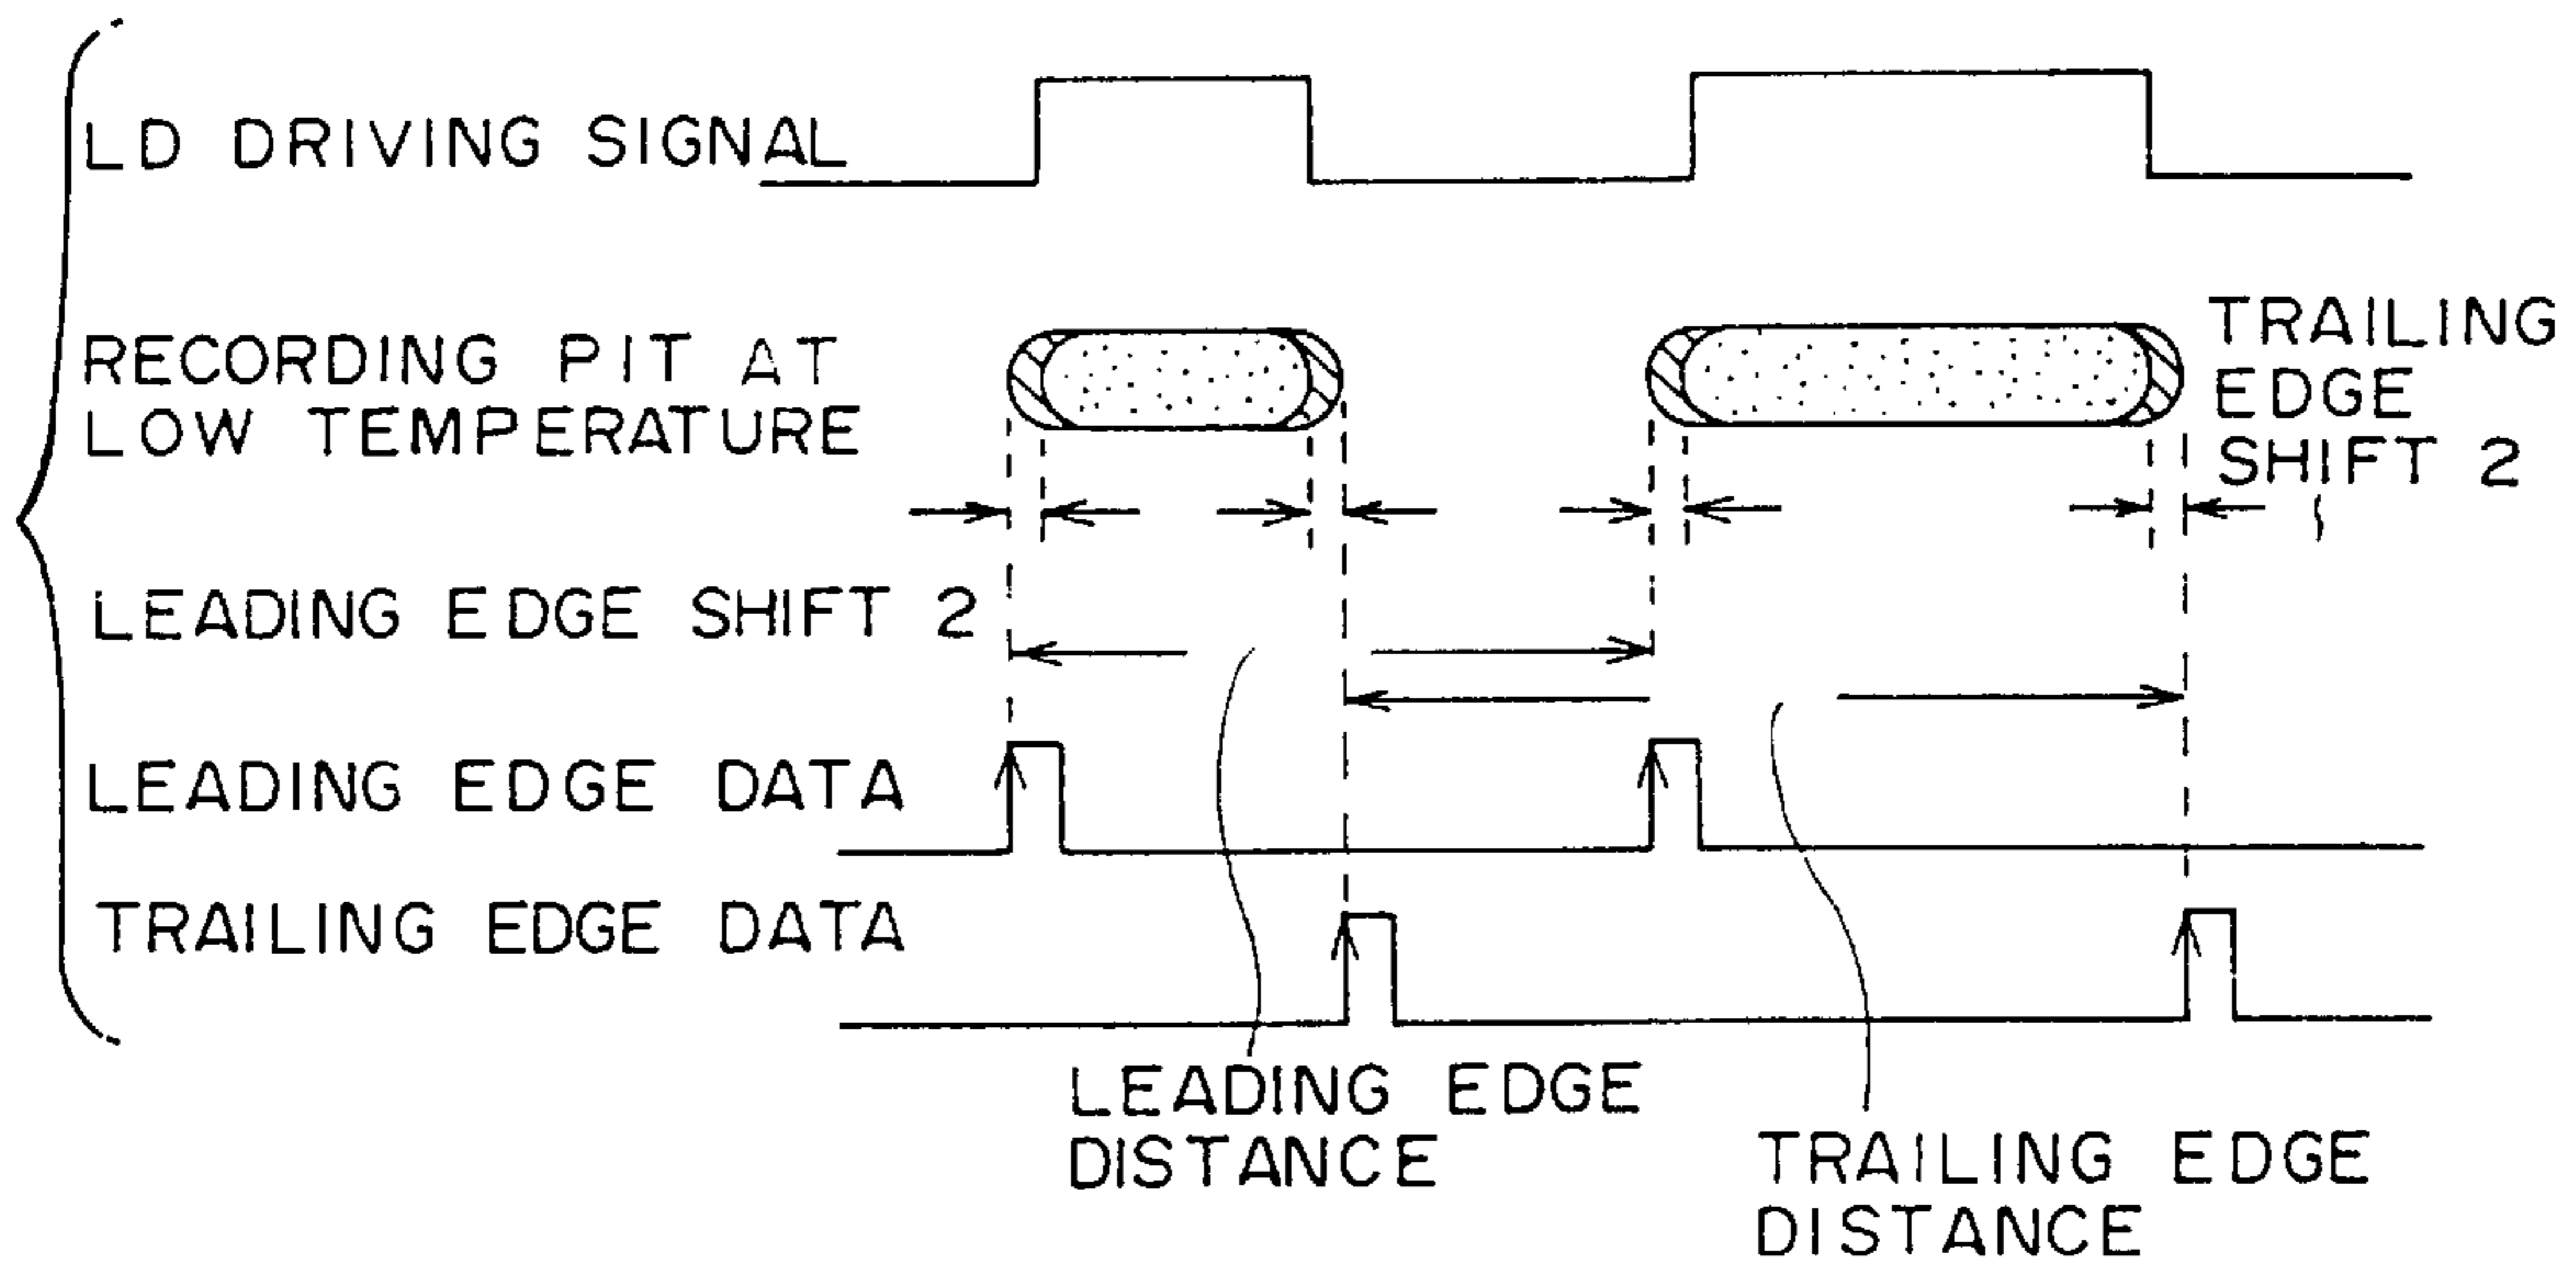 LD DRIVING SIGNAL
RECORDING PIT AT
LOW TEMPERATURE
TRAILING
EDGE
SHIFT 2
LEADING EDGE SHIFT 2
LEADING EDGE DATA
TRAILING EDGE DATA
LEADING EDGE
DISTANCE
TRAILING EDGE
DISTANCE